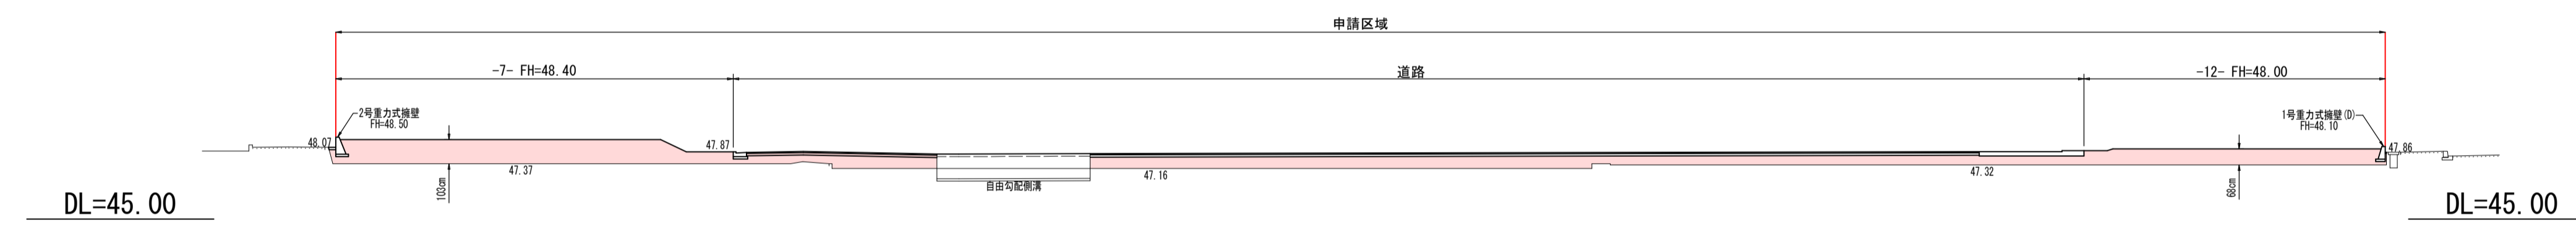 申請区域
-7- FH=48.40
道路
-12- FH=48.00
2号重力式擁壁
FH=48.50
1号重力式擁壁(D)
FH=48.10
48.07
47.87
47.86
47.37
103cm
自由勾配側溝
47.16
47.32
68cm
DL=45.00
DL=45.00